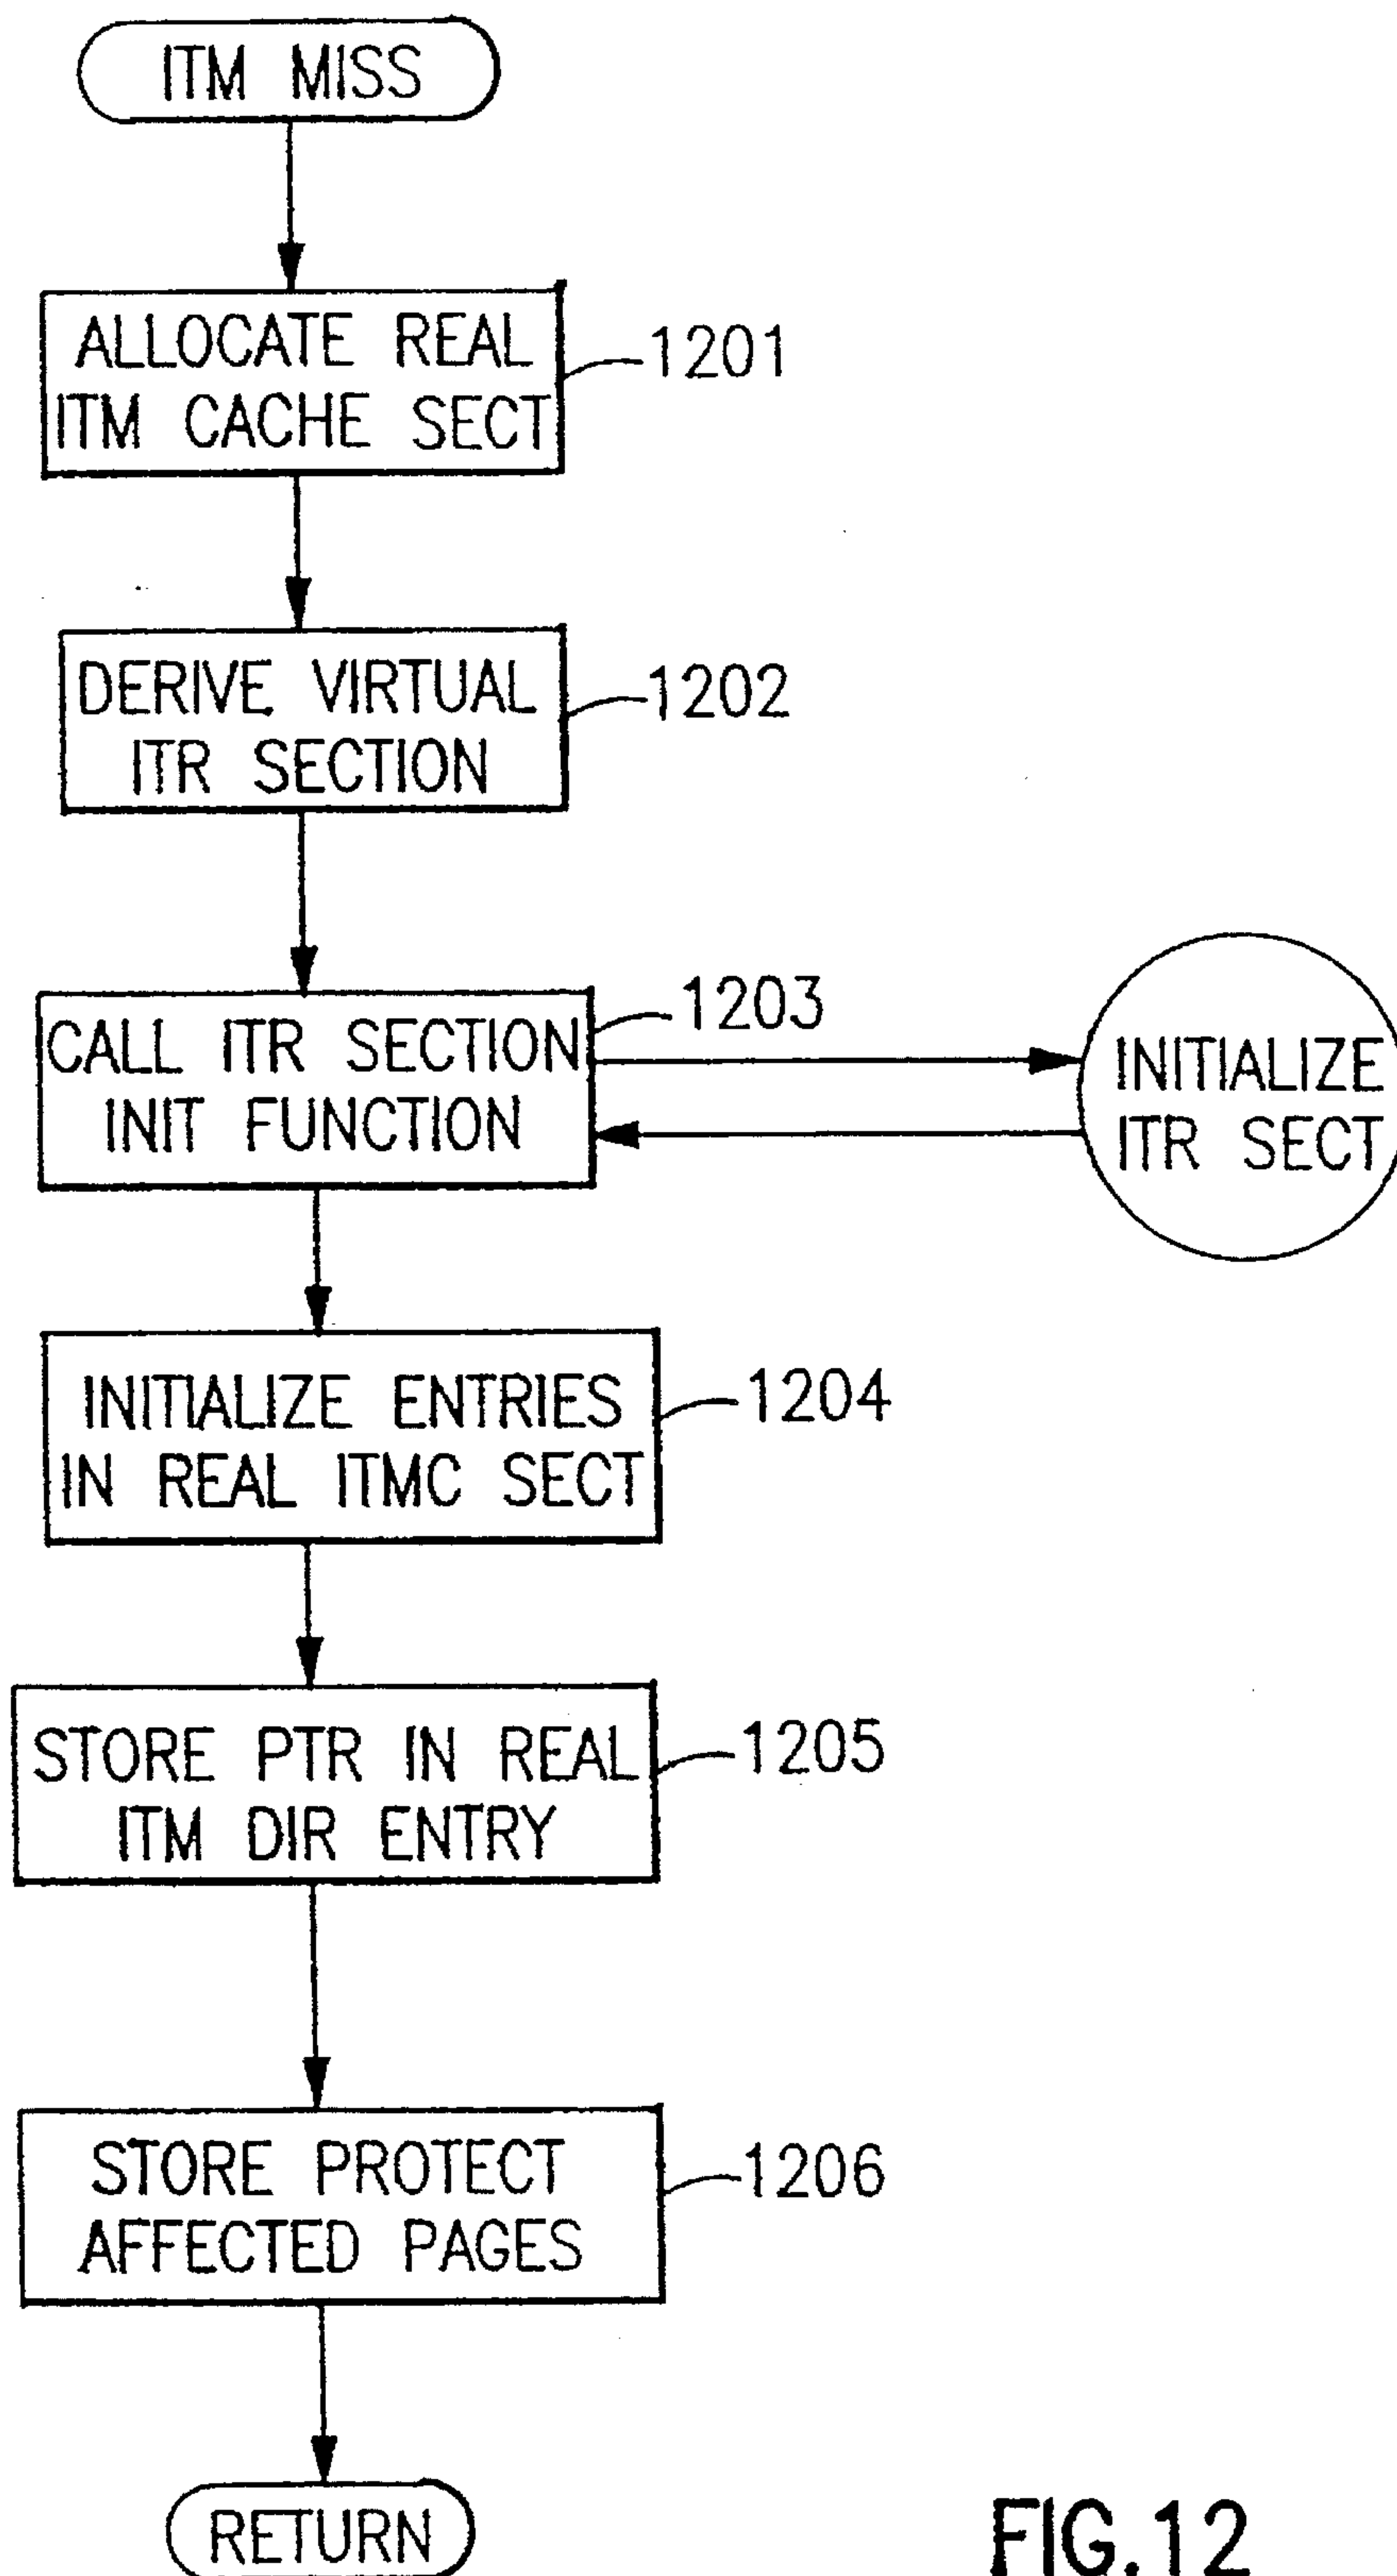 ITM MISS
ALLOCATE REAL
ITM CACHE SECT
1201
DERIVE VIRTUAL
ITR SECTION
1202
CALL ITR SECTION
INIT FUNCTION
1203
INITIALIZE
ITR SECT
INITIALIZE ENTRIES
IN REAL ITMC SECT
1204
STORE PTR IN REAL
ITM DIR ENTRY
1205
STORE PROTECT
AFFECTED PAGES
1206
RETURN
FIG.12